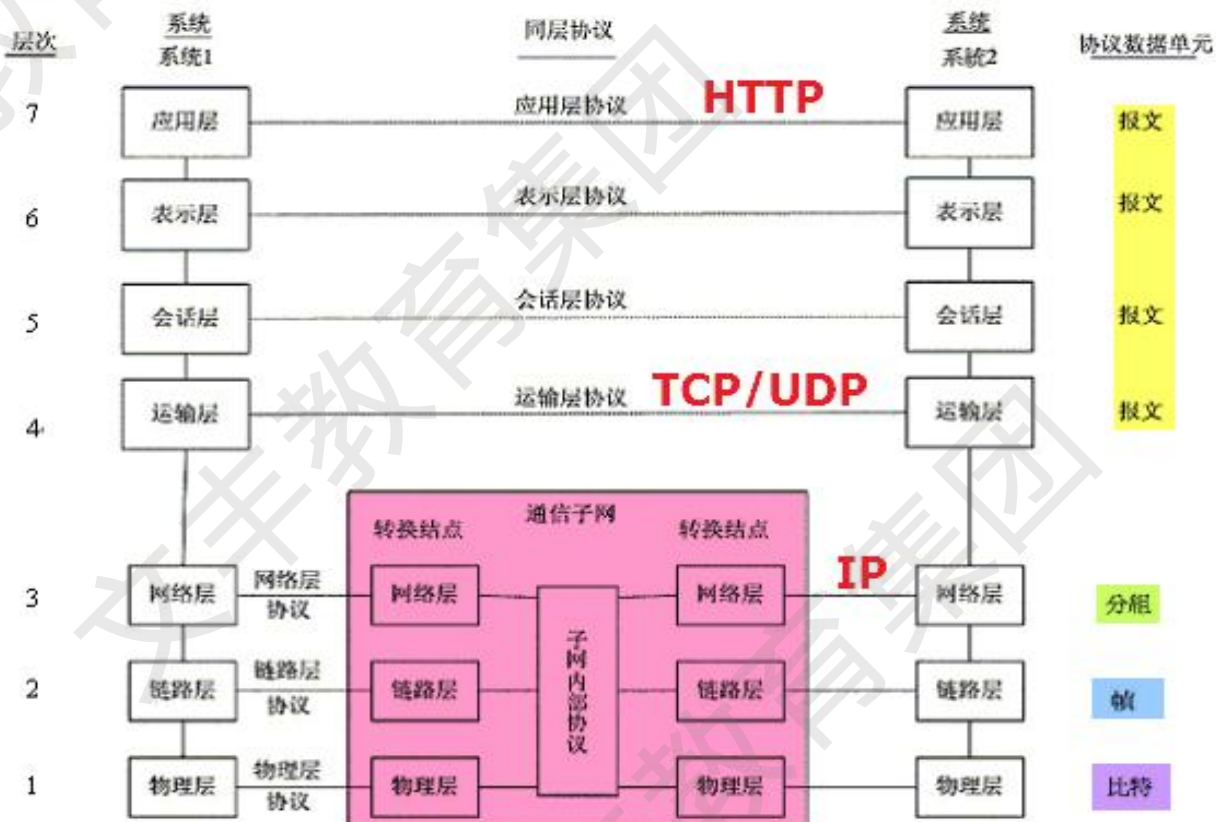 层次 系统 同层协议 系统 协议数据单元
系统1 系統2
7 应用层 应用层协议 HTTP 应用层 报文
6 表示层 表示层协议 表示层 报文
5 会话层 会话层协议 会话层 报文
4 运输层 运输层协议 TCP/UDP 运输层 报文
通信子网
转换结点 转换结点
3 网络层 网络层 网络层 网络层 IP 网络层 分组
协议
子网内部协议
2 链路层 链路层 链路层 链路层 链路层 帧
协议
1 物理层 物理层 物理层 物理层 物理层 比特
协议
文丰教育集团